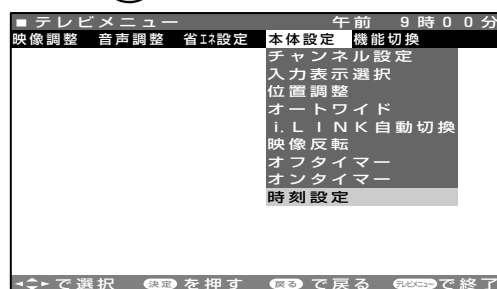 ■テレビメニュー 午前 9時00分
映像調整 音声調整 省エネ設定 本体設定 機能切換
チャンネル設定
入力表示選択
位置調整
オートワイド
i.LINK自動切換
映像反転
オフタイマー
オンタイマー
時刻設定
で選択 決定 を押す 戻る で戻る テレビメニュー で終了